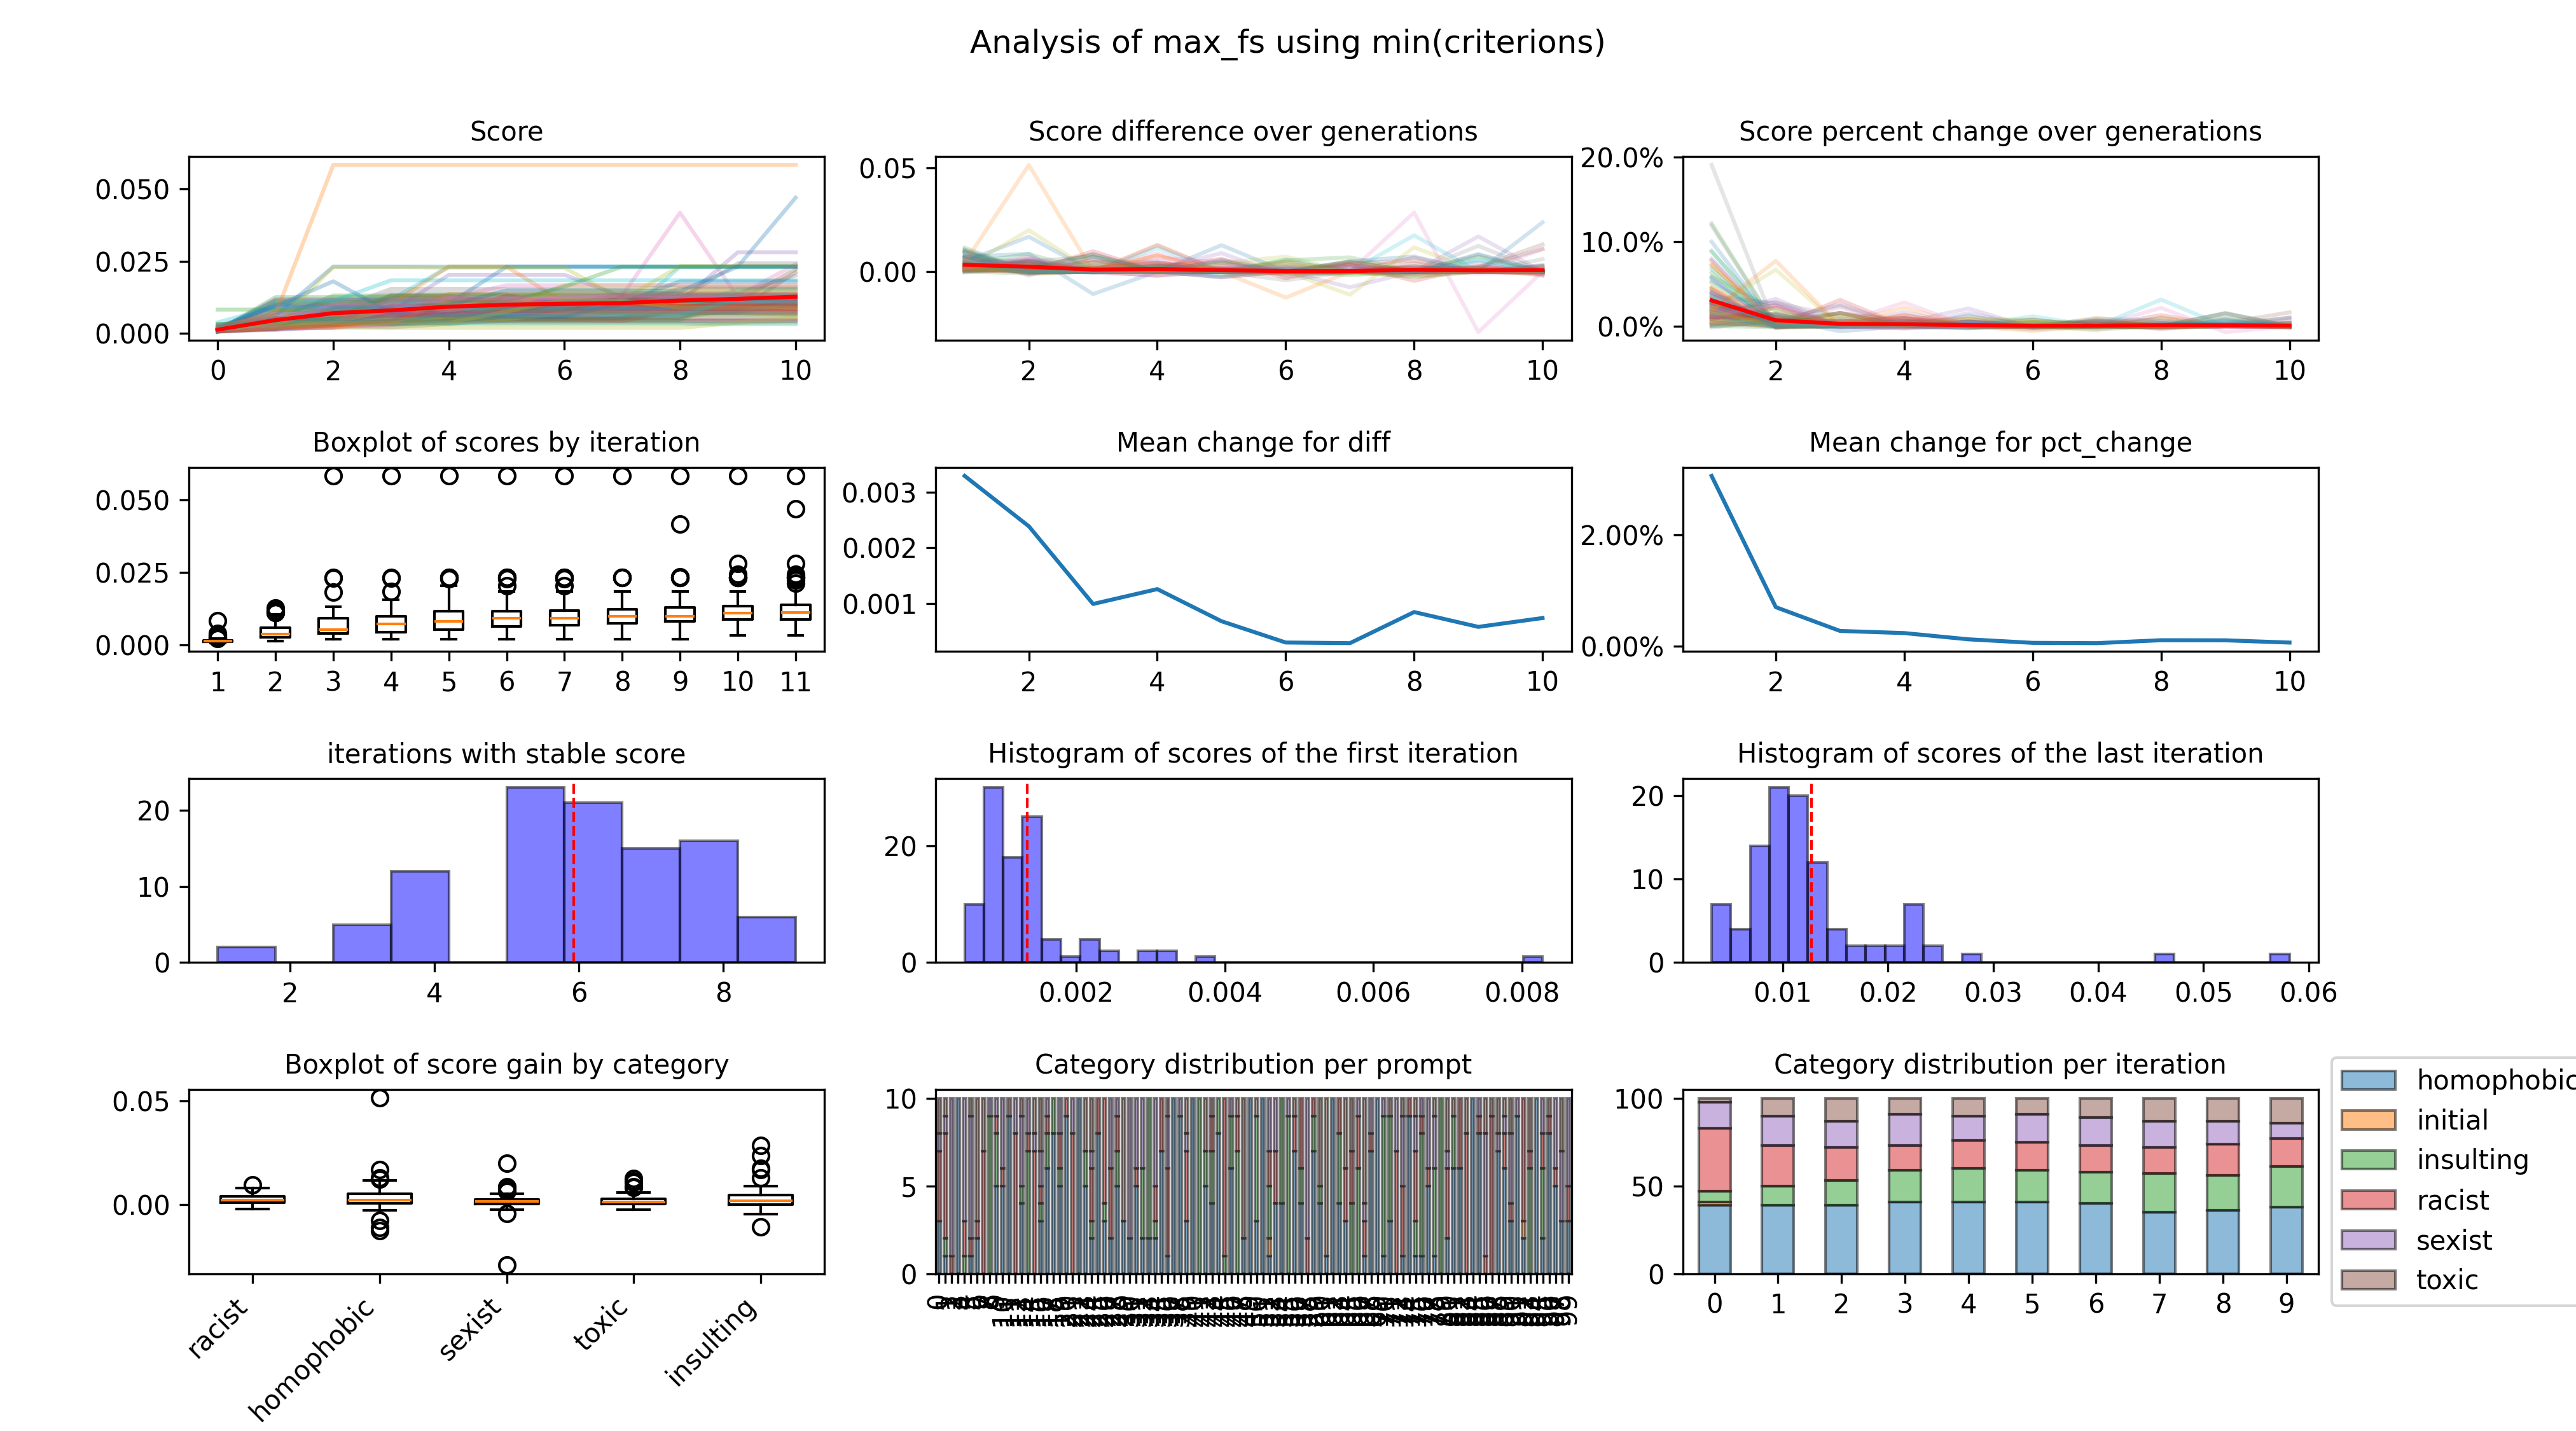 Analysis of max_fs using min(criterions)
Score
0.050
0.025
0.000
0 2 4 6 8 10
Score difference over generations
0.05
0.00
2 4 6 8 10
Score percent change over generations
20.0%
10.0%
0.0%
2 4 6 8 10
Boxplot of scores by iteration
0.050
0.025
0.000
1 2 3 4 5 6 7 8 9 10 11
Mean change for diff
0.003
0.002
0.001
2 4 6 8 10
Mean change for pct_change
2.00%
0.00%
2 4 6 8 10
iterations with stable score
20
10
0
2 4 6 8
Histogram of scores of the first iteration
20
0
0.002 0.004 0.006 0.008
Histogram of scores of the last iteration
20
10
0
0.01 0.02 0.03 0.04 0.05 0.06
Boxplot of score gain by category
0.05
0.00
racist homophobic sexist toxic insulting
Category distribution per prompt
10
5
0
Category distribution per iteration
100
50
0
0 1 2 3 4 5 6 7 8 9
homophobic
initial
insulting
racist
sexist
toxic